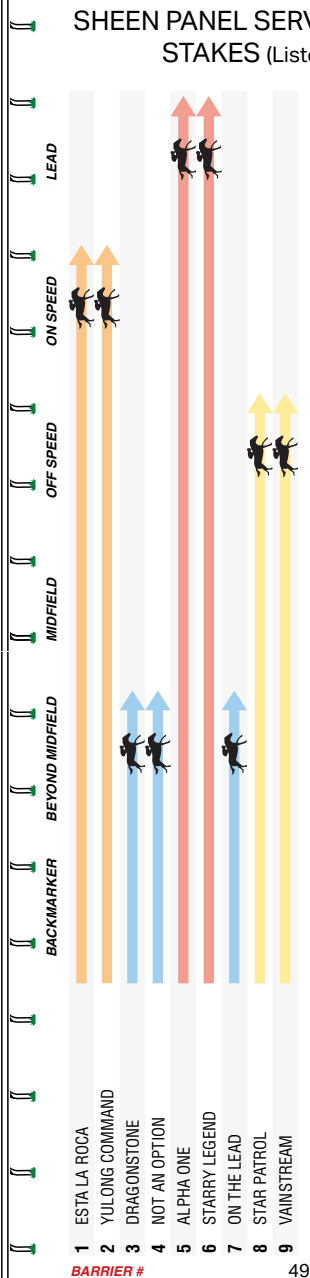 SHEEN PANEL SERV
STAKES (Liste
LEAD
ON SPEED
OFF SPEED
MIDFIELD
BEYOND MIDFIELD
BACKMARKER
1 ESTA LA ROCA
2 YULONG COMMAND
3 DRAGONSTONE
4 NOT AN OPTION
5 ALPHA ONE
6 STARRY LEGEND
7 ON THE LEAD
8 STAR PATROL
9 VAINSTREAM
BARRIER #
49